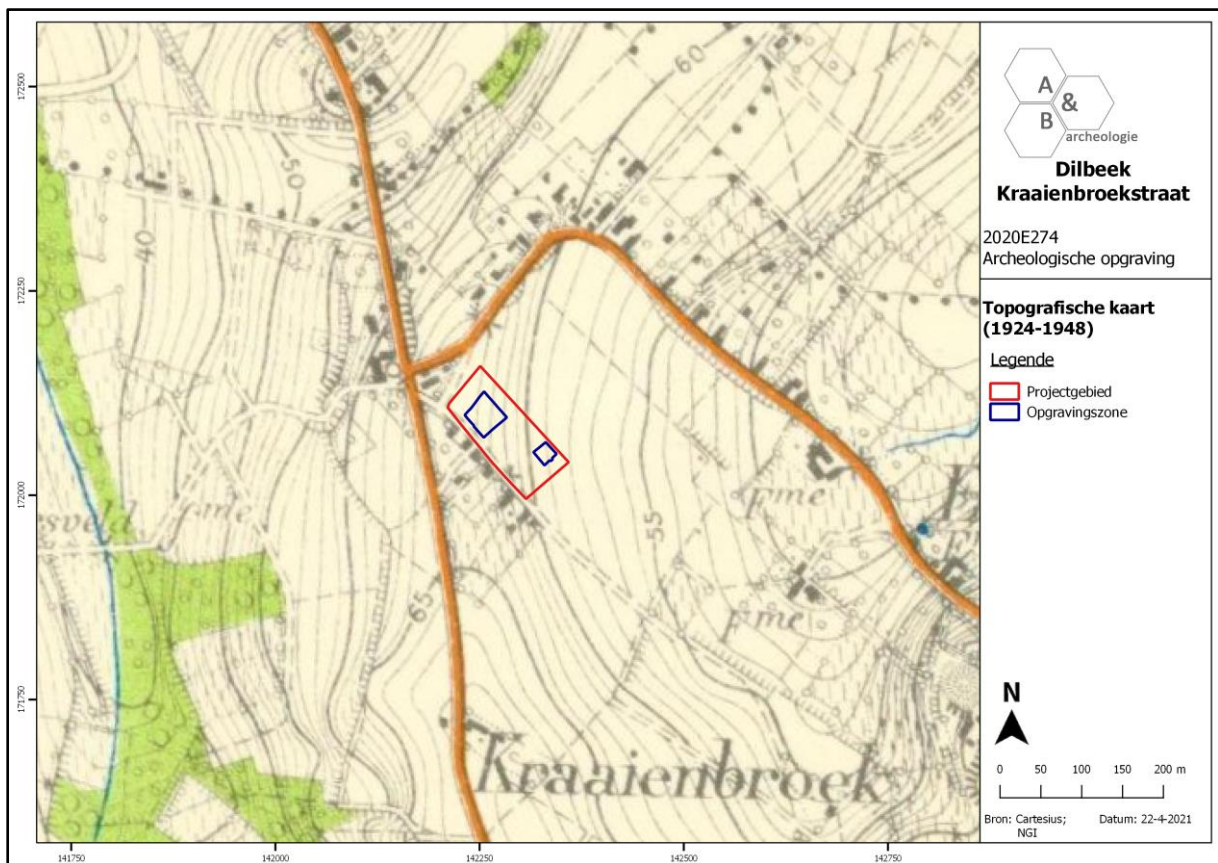 172500
172250
172000
171750
141750
142000
142250
142500
142750
60
50
40
55
65
esveld
fme
fme
fme
Kraaienbroek
A
&
B
archeologie
Dilbeek
Kraaienbroekstraat
2020E274
Archeologische opgraving
Topografische kaart
(1924-1948)
Legende
Projectgebied
Opgravingszone
N
0 50 100 150 200 m
Bron: Cartesius; Datum: 22-4-2021
NGI